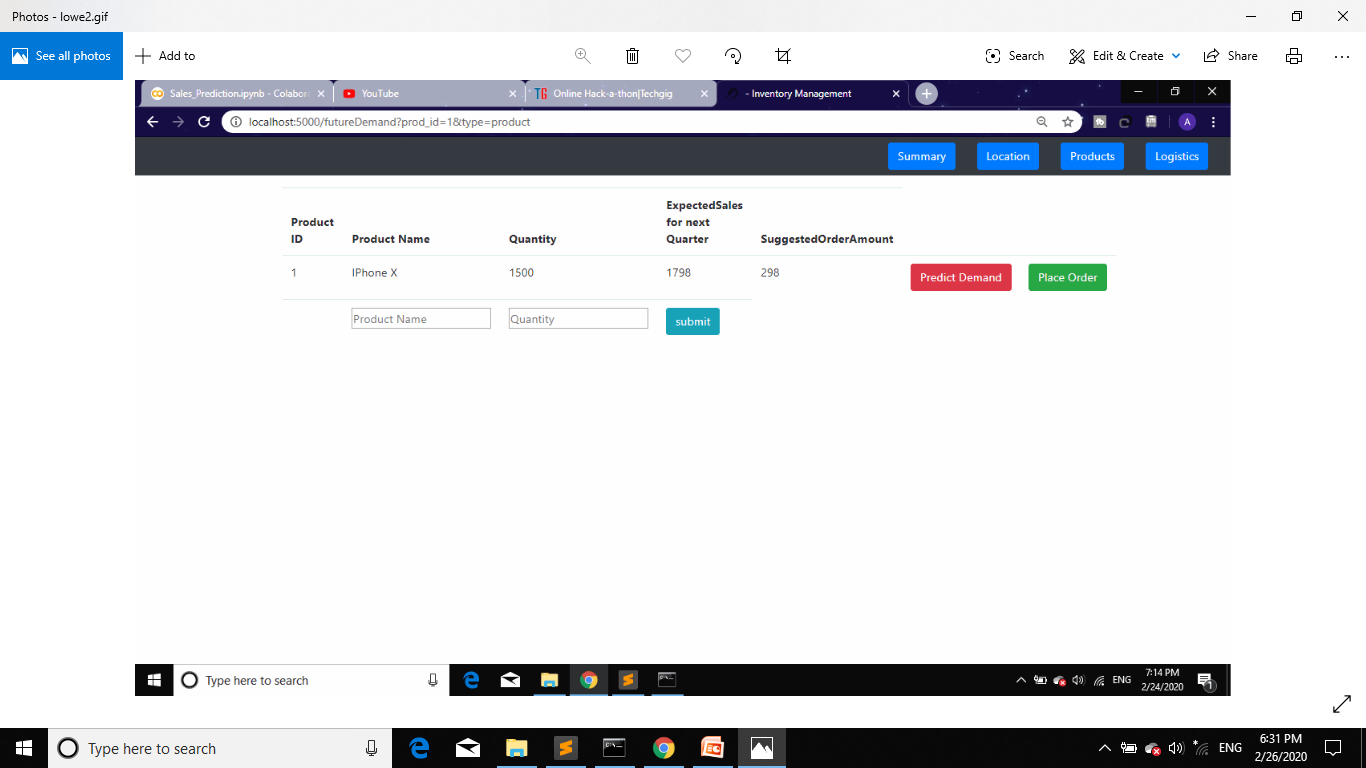 Photos - lowe2.gif
See all photos
Add to
Search
Edit & Create
Share
Sales_Prediction.ipynb - Colabor
YouTube
TG Online Hack-a-thon|Techgig
- Inventory Management
localhost:5000/futureDemand?prod_id=1&type=product
A
Summary
Location
Products
Logistics
Product ID
Product Name
Quantity
ExpectedSales for next Quarter
SuggestedOrderAmount
1
IPhone X
1500
1798
298
Predict Demand
Place Order
Product Name
Quantity
submit
Type here to search
ENG
7:14 PM
2/24/2020
1
Type here to search
ENG
6:31 PM
2/26/2020